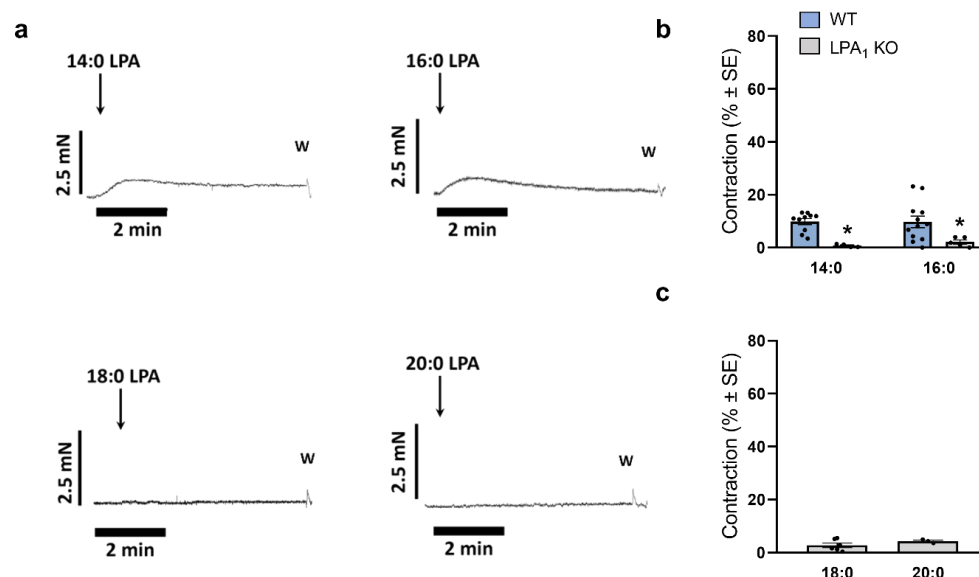 a
14:0 LPA
2.5 mN
W
2 min
16:0 LPA
2.5 mN
W
2 min
18:0 LPA
2.5 mN
W
2 min
20:0 LPA
2.5 mN
W
2 min
b
WT
LPA₁ KO
Contraction (% ± SE)
80
60
40
20
0
*
*
14:0
16:0
c
Contraction (% ± SE)
80
60
40
20
0
18:0
20:0